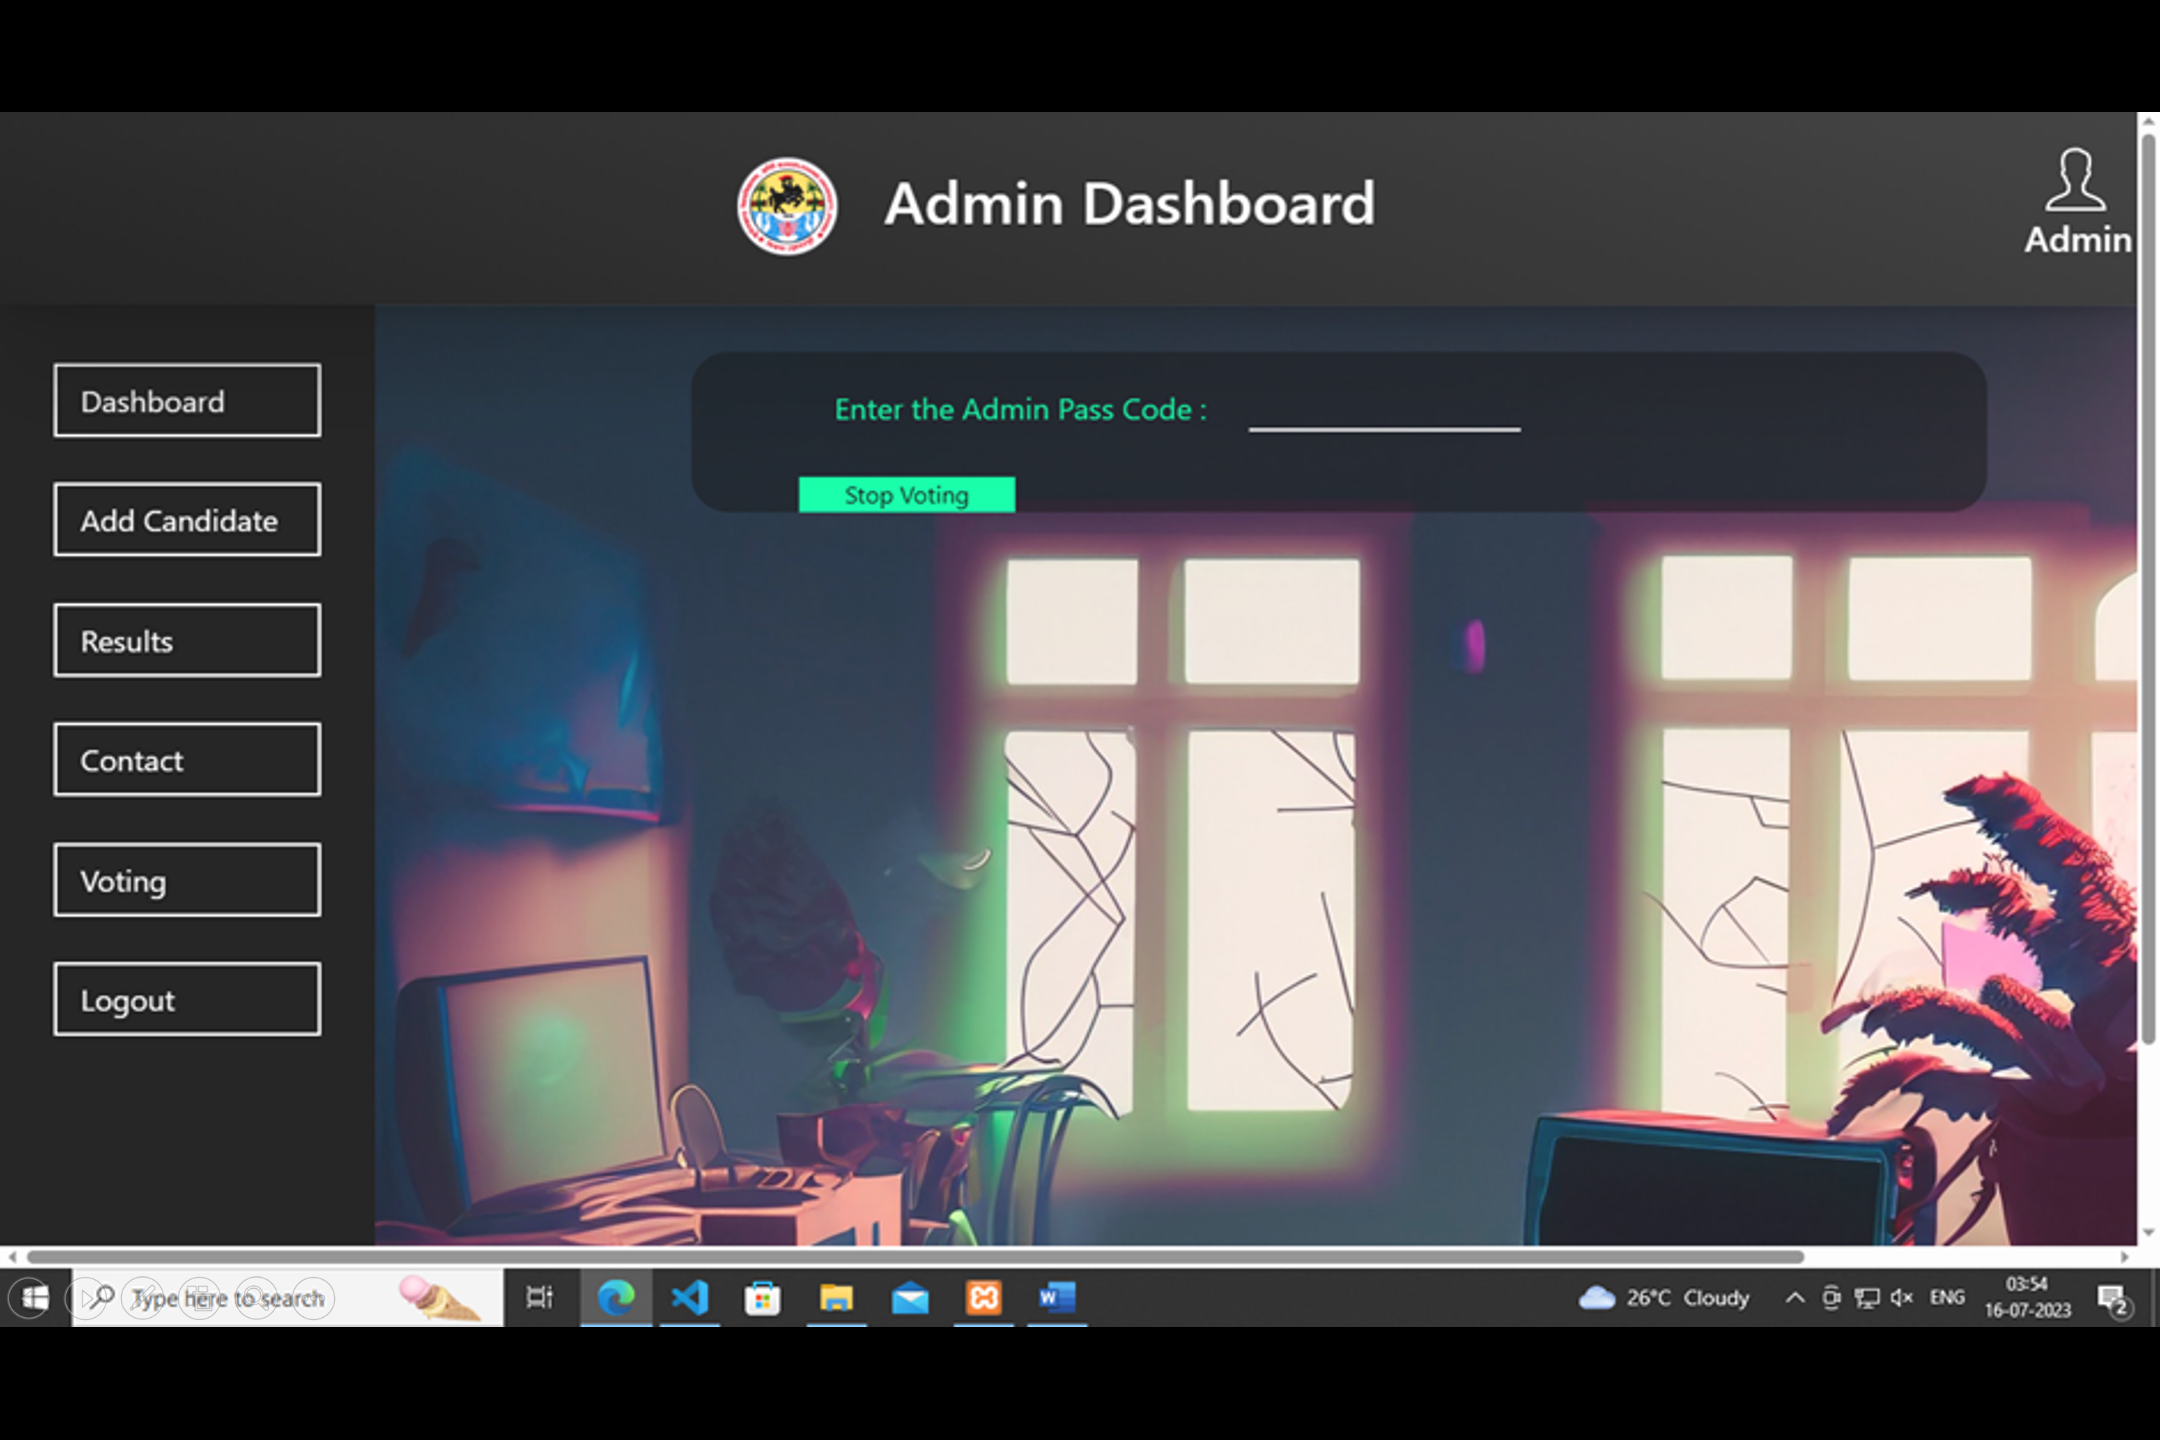 Admin Dashboard
Admin
Dashboard
Add Candidate
Results
Contact
Voting
Logout
Enter the Admin Pass Code :
Stop Voting
Type here to search
26°C Cloudy
ENG
03:54
16-07-2023
2